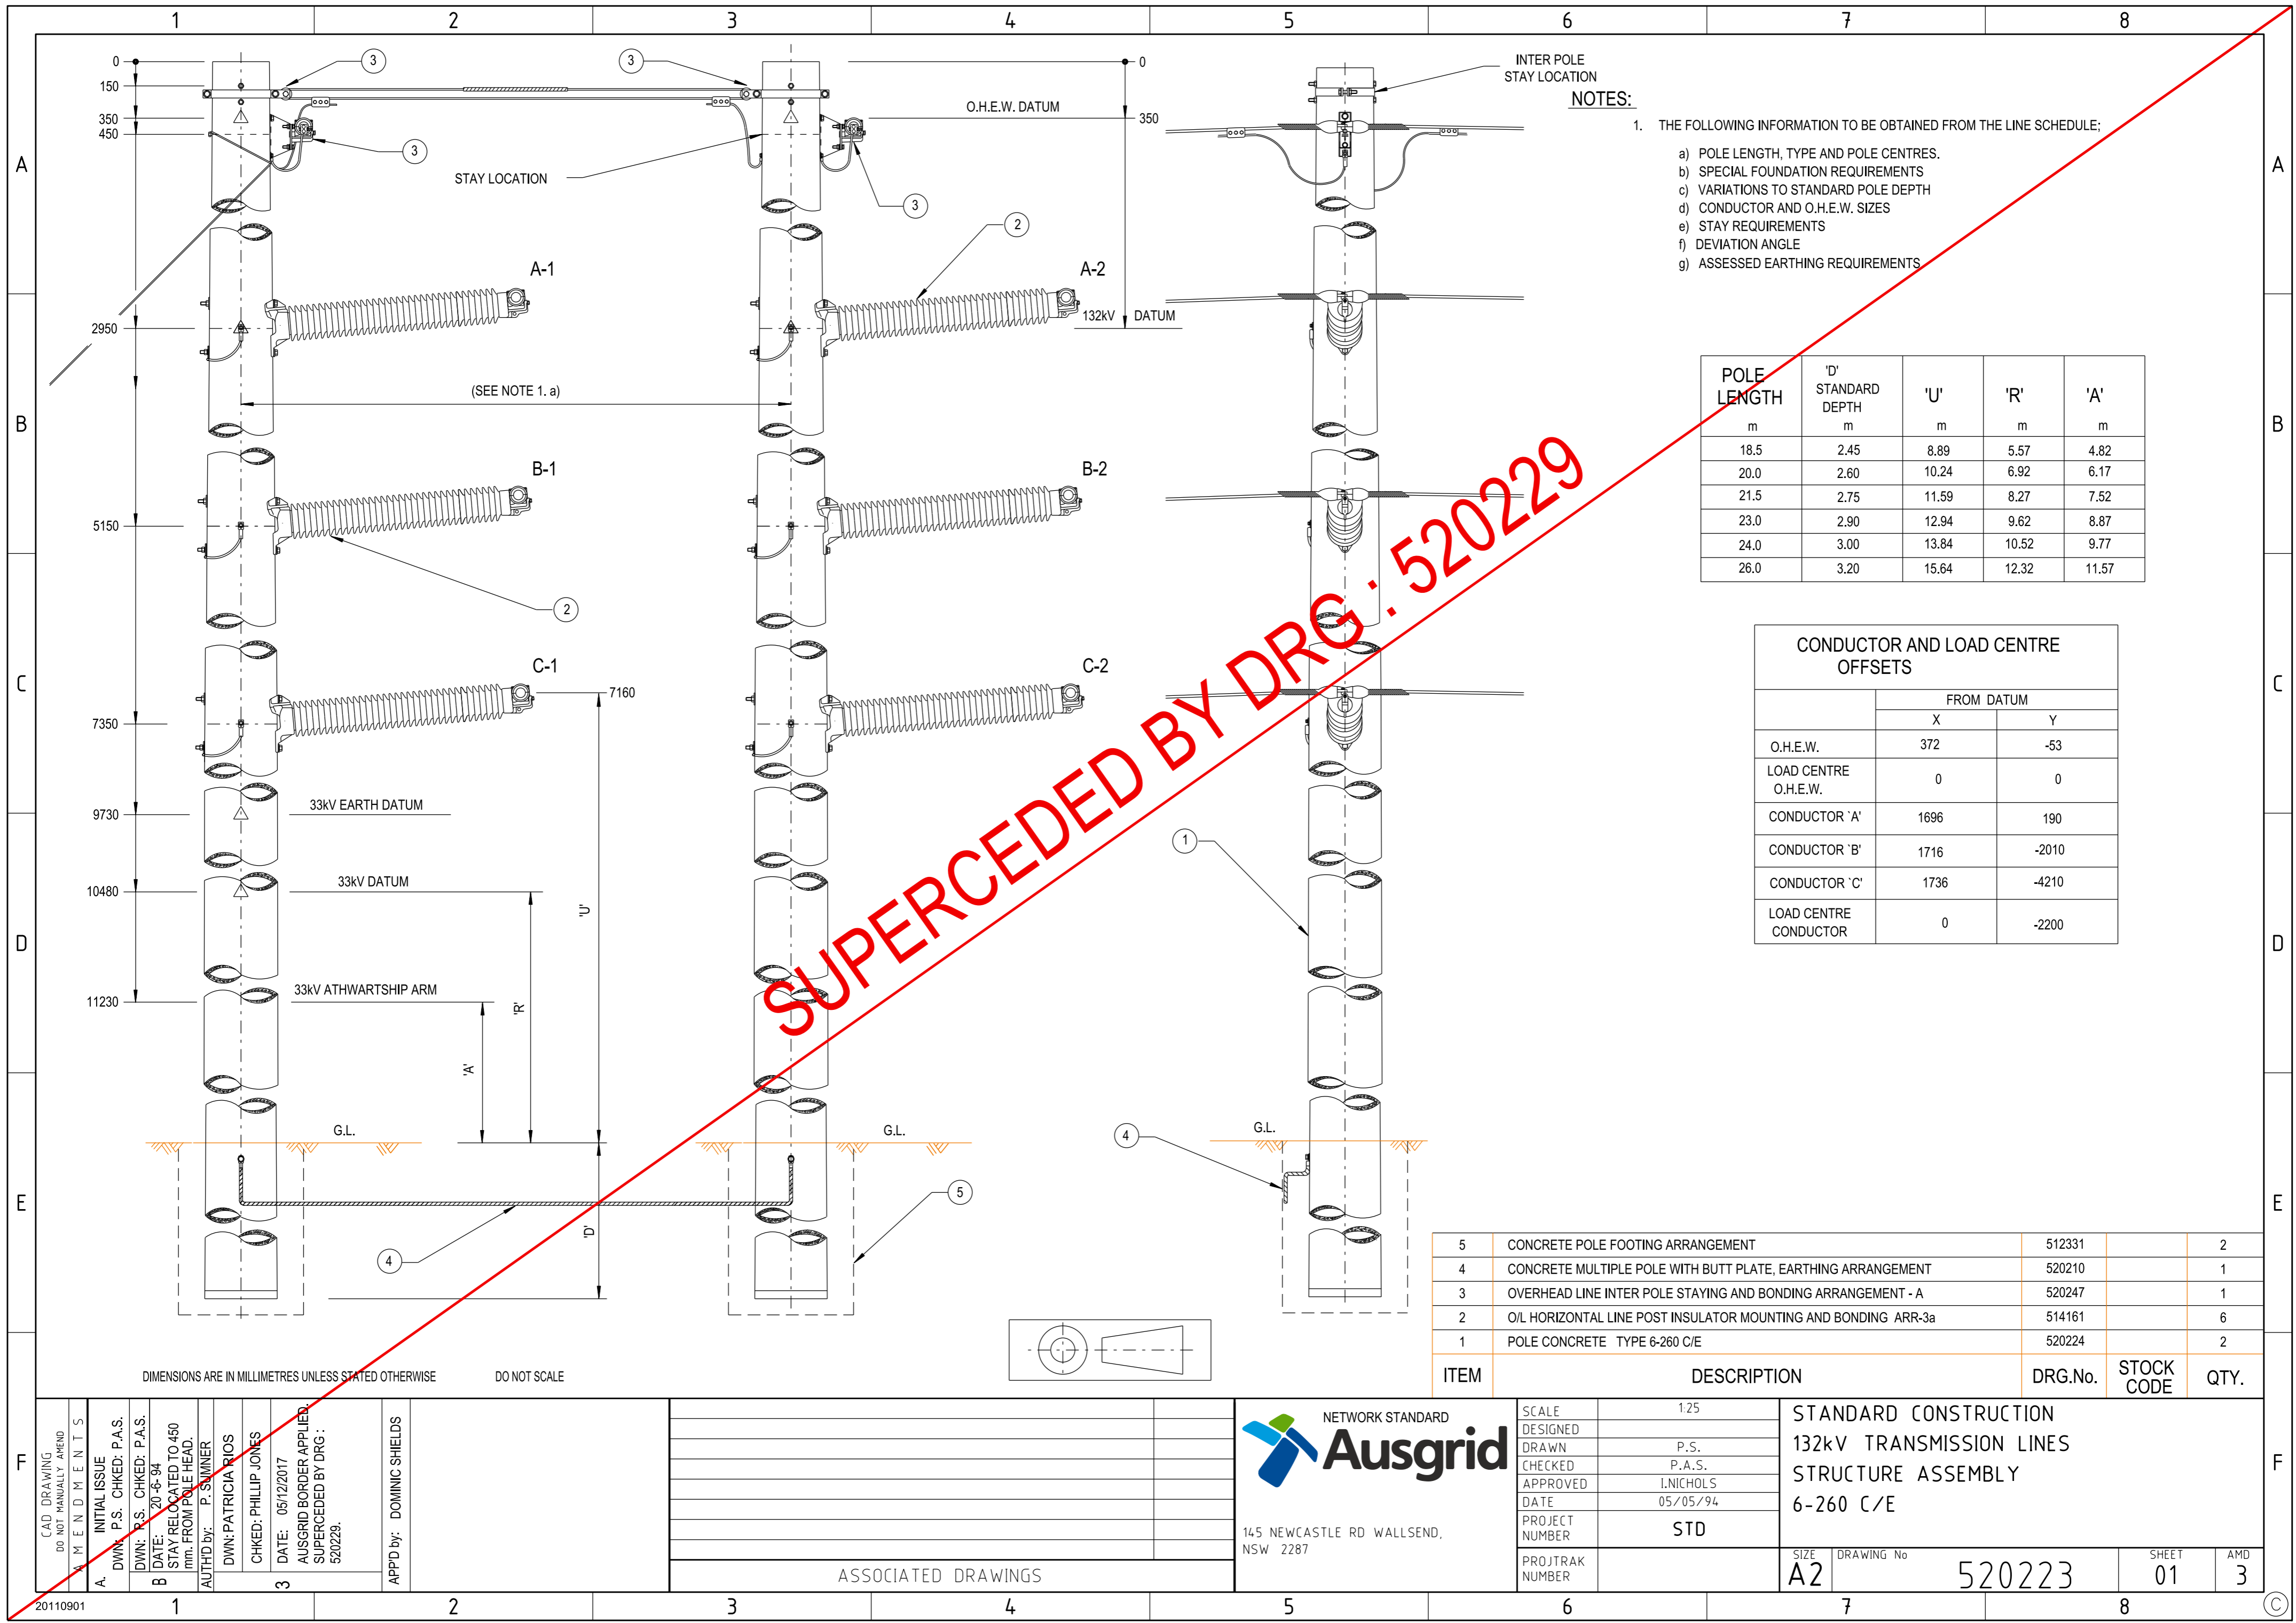 1 2 3 4 5 6 7 8
A
B
C
D
E
F
A
B
C
D
E
F
0
150
350
450
2950
5150
7350
9730
10480
11230
3
3
3
3
2
2
STAY LOCATION
O.H.E.W. DATUM
0
350
132kV DATUM
A-1
A-2
(SEE NOTE 1. a)
B-1
B-2
C-1
C-2
7160
33kV EARTH DATUM
33kV DATUM
33kV ATHWARTSHIP ARM
'A'
'R'
'U'
'D'
G.L.
G.L.
G.L.
4
5
4
1
INTER POLE
STAY LOCATION
NOTES:
1. THE FOLLOWING INFORMATION TO BE OBTAINED FROM THE LINE SCHEDULE;
a) POLE LENGTH, TYPE AND POLE CENTRES.
b) SPECIAL FOUNDATION REQUIREMENTS
c) VARIATIONS TO STANDARD POLE DEPTH
d) CONDUCTOR AND O.H.E.W. SIZES
e) STAY REQUIREMENTS
f) DEVIATION ANGLE
g) ASSESSED EARTHING REQUIREMENTS
POLE LENGTH 'D' STANDARD DEPTH 'U' 'R' 'A'
m m m m m
18.5 2.45 8.89 5.57 4.82
20.0 2.60 10.24 6.92 6.17
21.5 2.75 11.59 8.27 7.52
23.0 2.90 12.94 9.62 8.87
24.0 3.00 13.84 10.52 9.77
26.0 3.20 15.64 12.32 11.57
CONDUCTOR AND LOAD CENTRE
OFFSETS
FROM DATUM
X Y
O.H.E.W. 372 -53
LOAD CENTRE O.H.E.W. 0 0
CONDUCTOR `A' 1696 190
CONDUCTOR `B' 1716 -2010
CONDUCTOR `C' 1736 -4210
LOAD CENTRE CONDUCTOR 0 -2200
SUPERCEDED BY DRG : 520229
5 CONCRETE POLE FOOTING ARRANGEMENT 512331 2
4 CONCRETE MULTIPLE POLE WITH BUTT PLATE, EARTHING ARRANGEMENT 520210 1
3 OVERHEAD LINE INTER POLE STAYING AND BONDING ARRANGEMENT - A 520247 1
2 O/L HORIZONTAL LINE POST INSULATOR MOUNTING AND BONDING ARR-3a 514161 6
1 POLE CONCRETE TYPE 6-260 C/E 520224 2
ITEM DESCRIPTION DRG.No. STOCK CODE QTY.
DIMENSIONS ARE IN MILLIMETRES UNLESS STATED OTHERWISE DO NOT SCALE
CAD DRAWING
DO NOT MANUALLY AMEND
AMENDMENTS
A. INITIAL ISSUE
DWN: P.S. CHKED: P.A.S.
B DWN: P.S. CHKED: P.A.S.
DATE: 20-6-94
STAY RELOCATED TO 450
mm. FROM POLE HEAD.
AUTH'D by: P. SUMNER
3 DWN: PATRICIA RIOS
CHKED: PHILLIP JONES
DATE: 05/12/2017
AUSGRID BORDER APPLIED.
SUPERCEDED BY DRG :
520229.
APP'D by: DOMINIC SHIELDS
ASSOCIATED DRAWINGS
NETWORK STANDARD
Ausgrid
145 NEWCASTLE RD WALLSEND,
NSW 2287
SCALE 1:25
DESIGNED
DRAWN P.S.
CHECKED P.A.S.
APPROVED I.NICHOLS
DATE 05/05/94
PROJECT NUMBER STD
PROJTRAK NUMBER
STANDARD CONSTRUCTION
132kV TRANSMISSION LINES
STRUCTURE ASSEMBLY
6-260 C/E
SIZE A2
DRAWING No 520223
SHEET 01
AMD 3
20110901
1 2 3 4 5 6 7 8
©